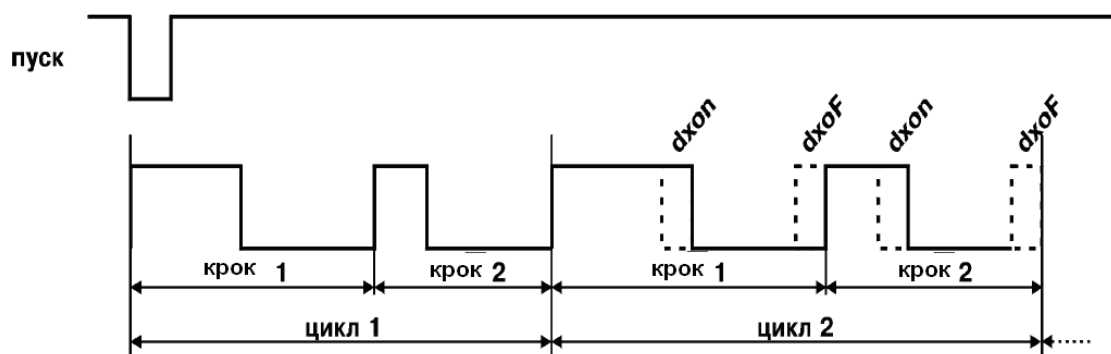 пуск
dxon dxoF dxon dxoF
крок 1 крок 2 крок 1 крок 2
цикл 1 цикл 2